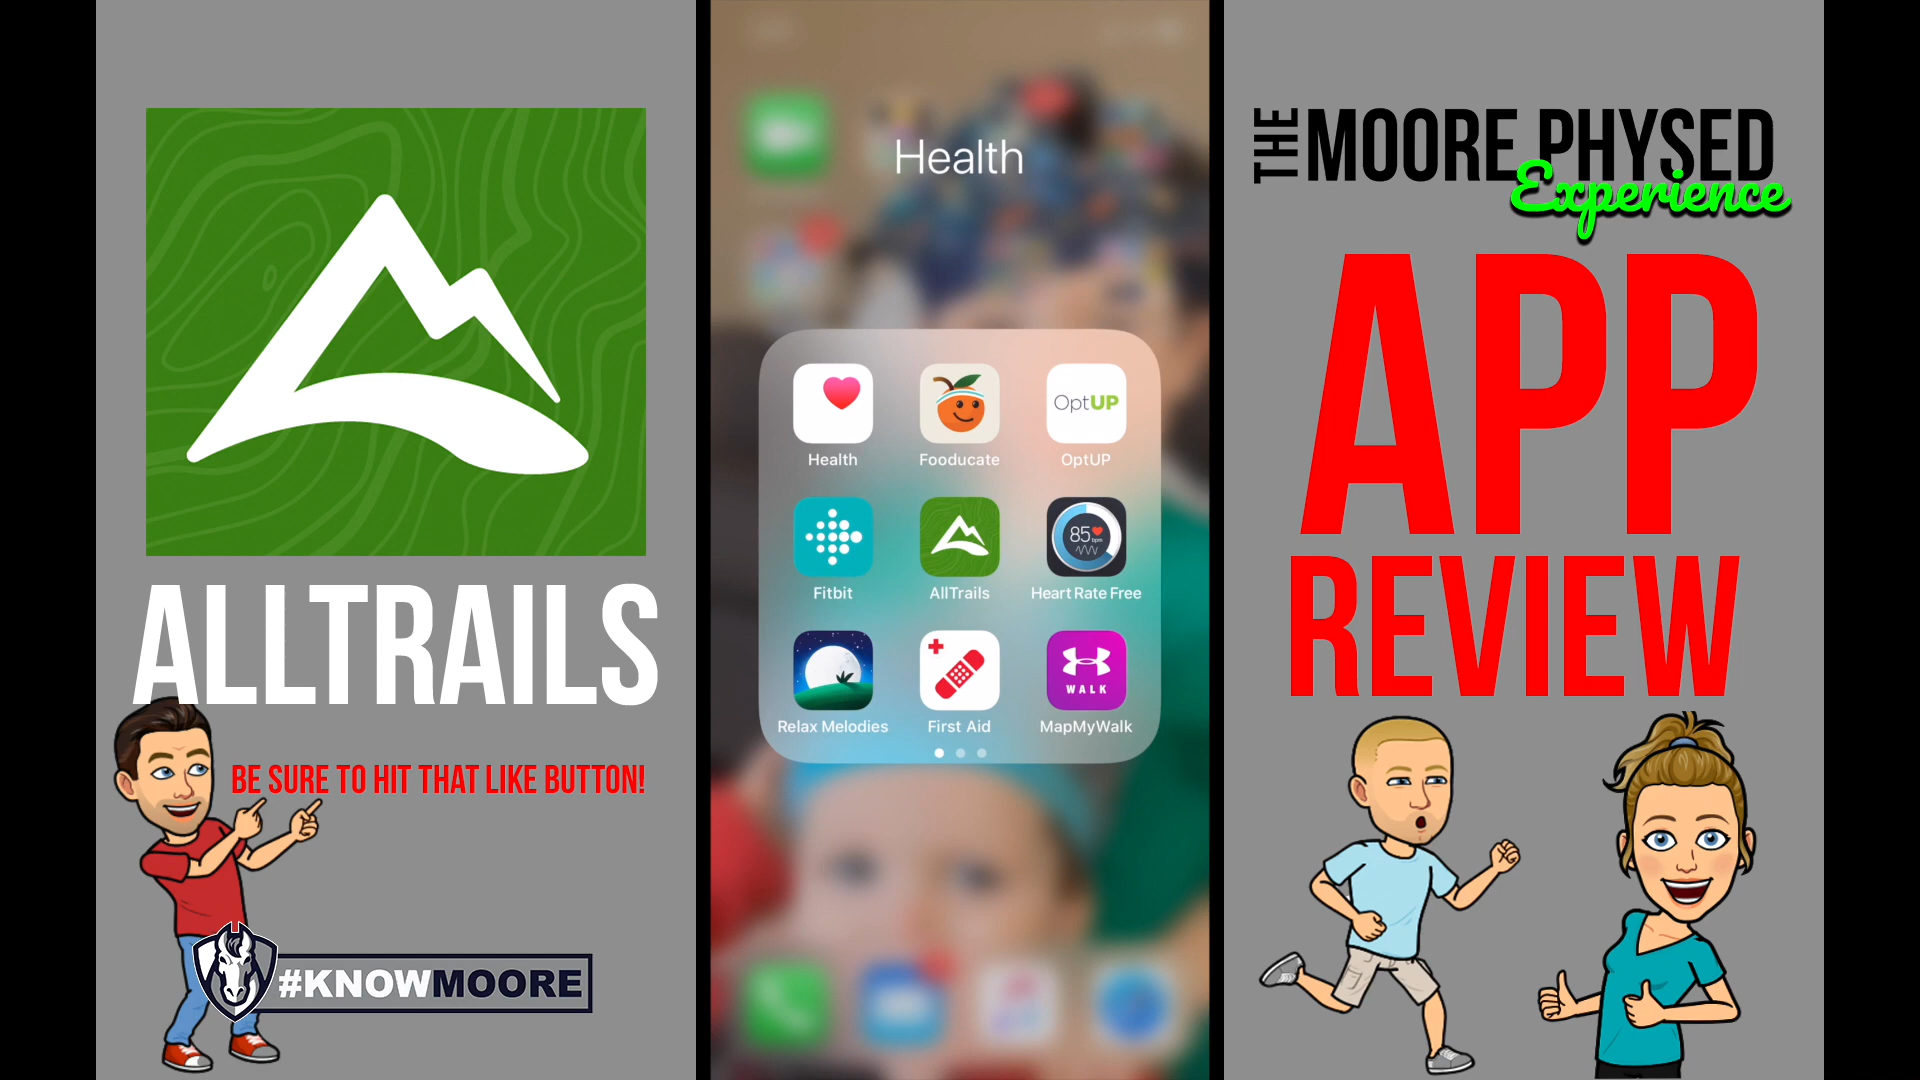 ALLTRAILS
BE SURE TO HIT THAT LIKE BUTTON!
#KNOWMOORE
Health
Health
Fooducate
OptUP
OptUP
Fitbit
AllTrails
85 bpm
Heart Rate Free
Relax Melodies
First Aid
WALK
MapMyWalk
THE MOORE PHYSED
Experience
APP
REVIEW